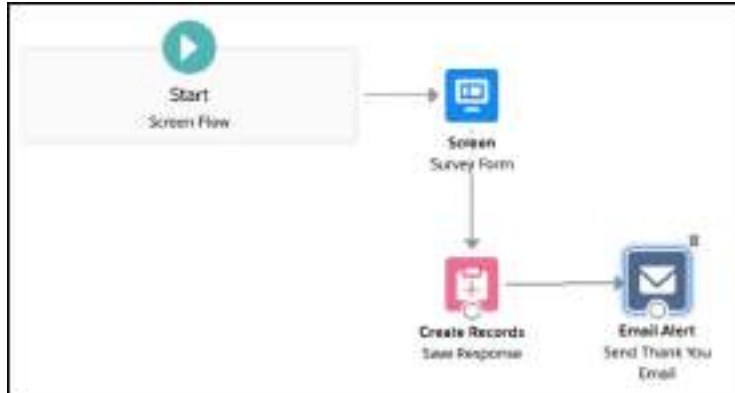 Start
Screen Flow
Screen
Survey Form
Create Records
Save Response
Email Alert
Send Thank You
Email